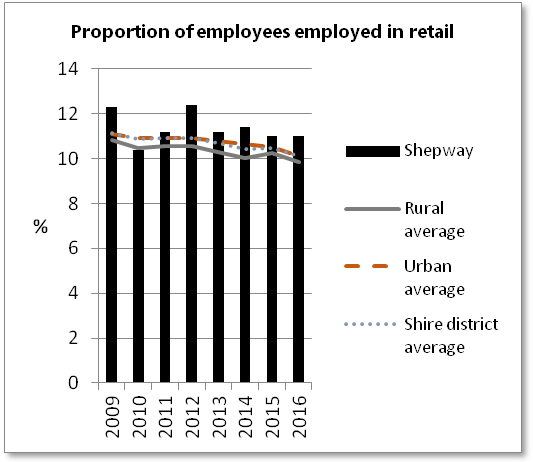 Proportion of employees employed in retail
14
12
10
8
6
4
2
0
%
2009
2010
2011
2012
2013
2014
2015
2016
Shepway
Rural
average
Urban
average
Shire district
average